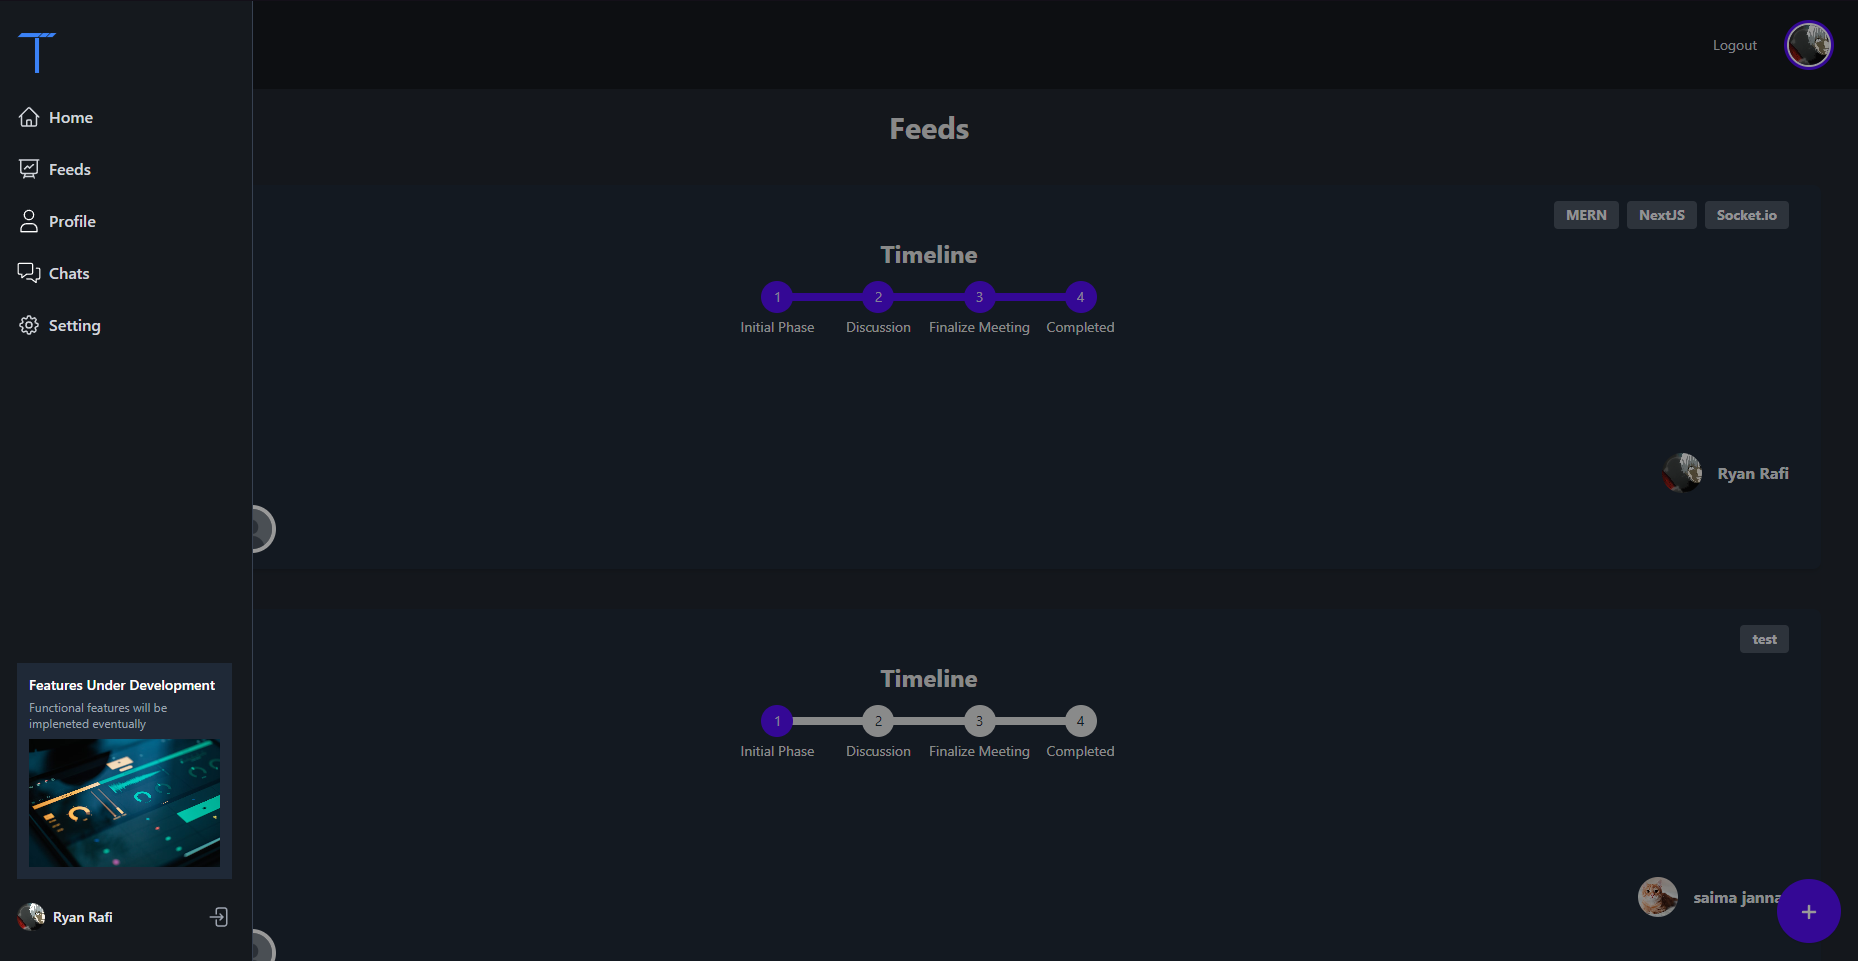 Home
Feeds
Profile
Chats
Setting
Features Under Development
Functional features will be
impleneted eventually
Ryan Rafi
Logout
Feeds
MERN NextJS Socket.io
Timeline
1 2 3 4
Initial Phase Discussion Finalize Meeting Completed
Ryan Rafi
test
Timeline
1 2 3 4
Initial Phase Discussion Finalize Meeting Completed
saima
+